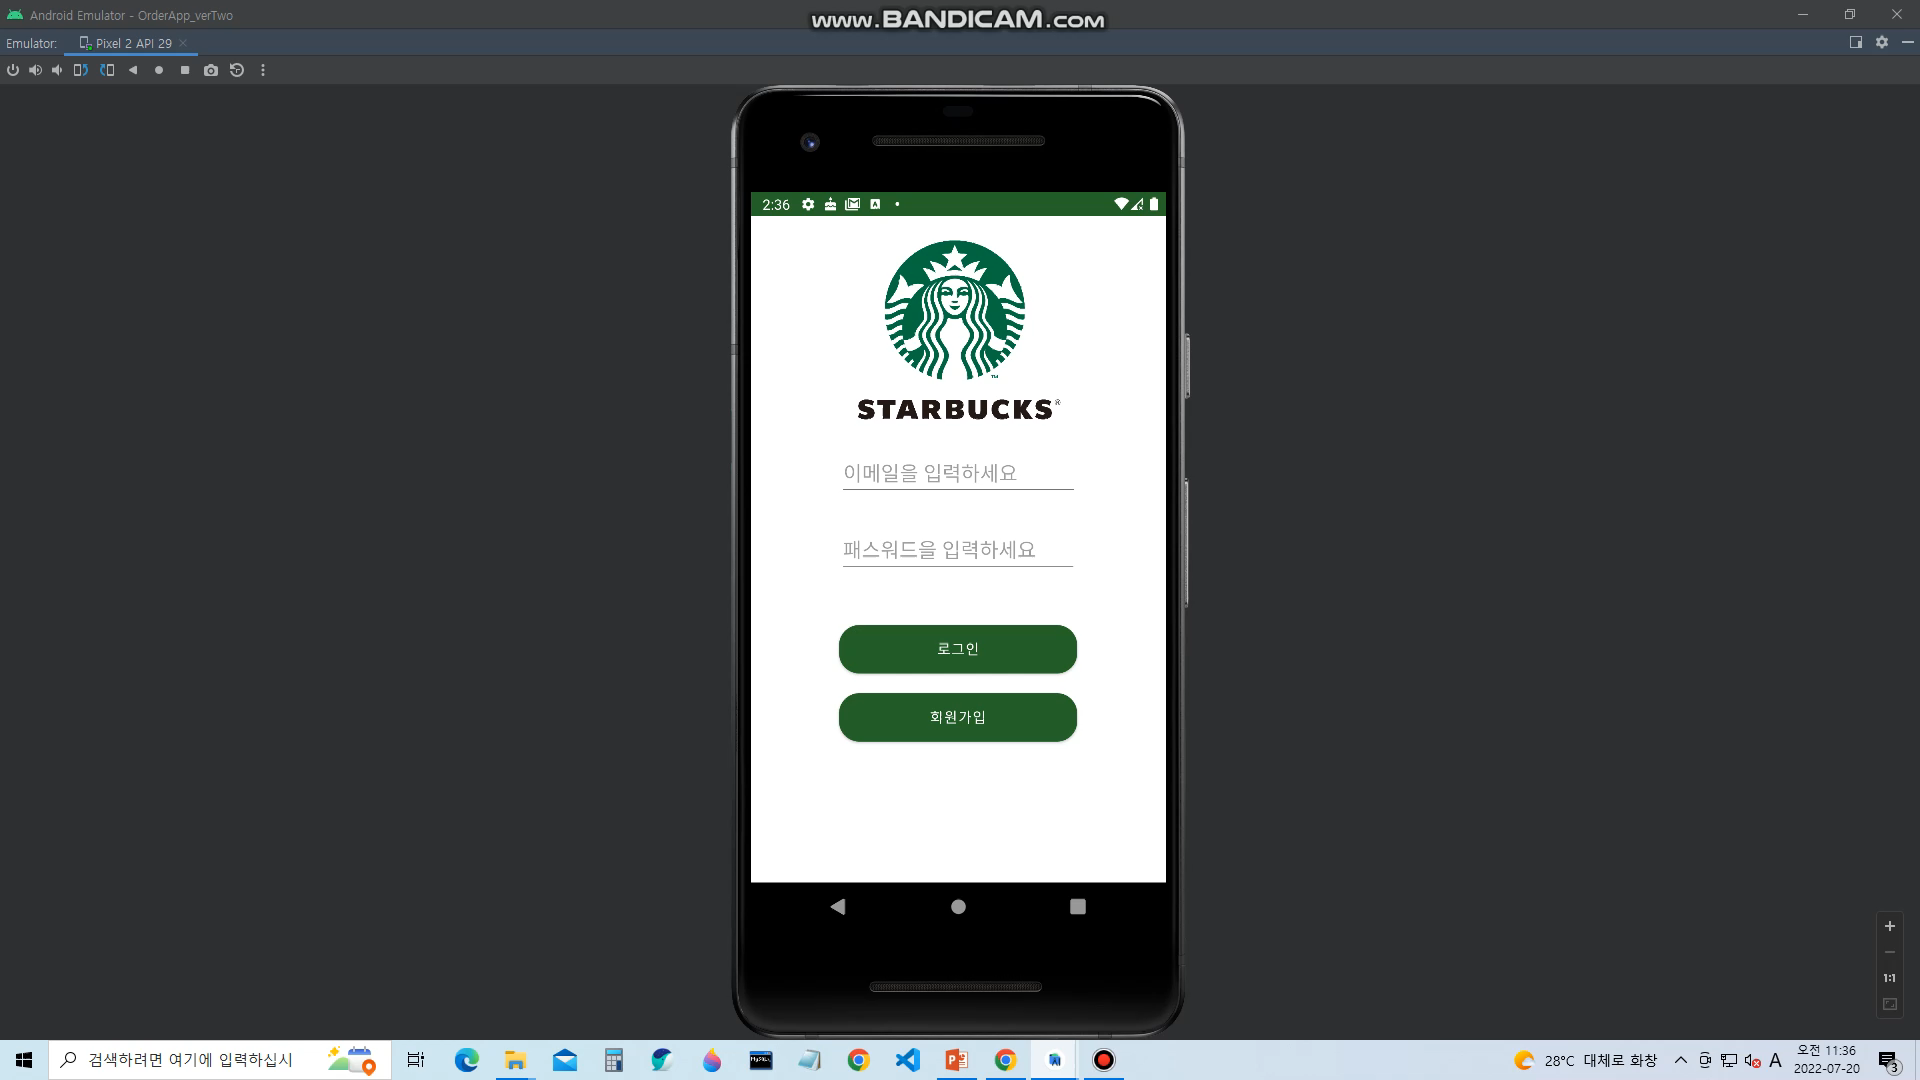 Android Emulator - OrderApp_verTwo
www.BANDICAM.com
Emulator:
Pixel 2 API 29
2:36
A
TM
STARBUCKS®
이메일을 입력하세요
패스워드을 입력하세요
로그인
회원가입
1:1
검색하려면 여기에 입력하십시
MySQL
28°C 대체로 화창
A
오전 11:36
2022-07-20
3